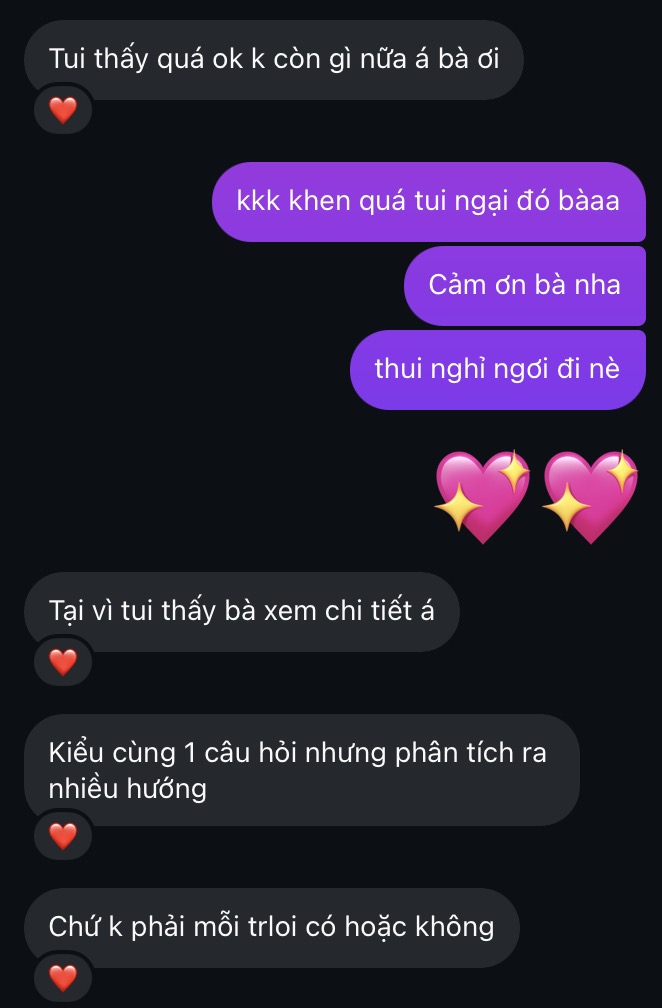 Tui thấy quá ok k còn gì nữa á bà ơi
kkk khen quá tui ngại đó bàaa
Cảm ơn bà nha
thui nghỉ ngơi đi nè
Tại vì tui thấy bà xem chi tiết á
Kiểu cùng 1 câu hỏi nhưng phân tích ra
nhiều hướng
Chứ k phải mỗi trloi có hoặc không